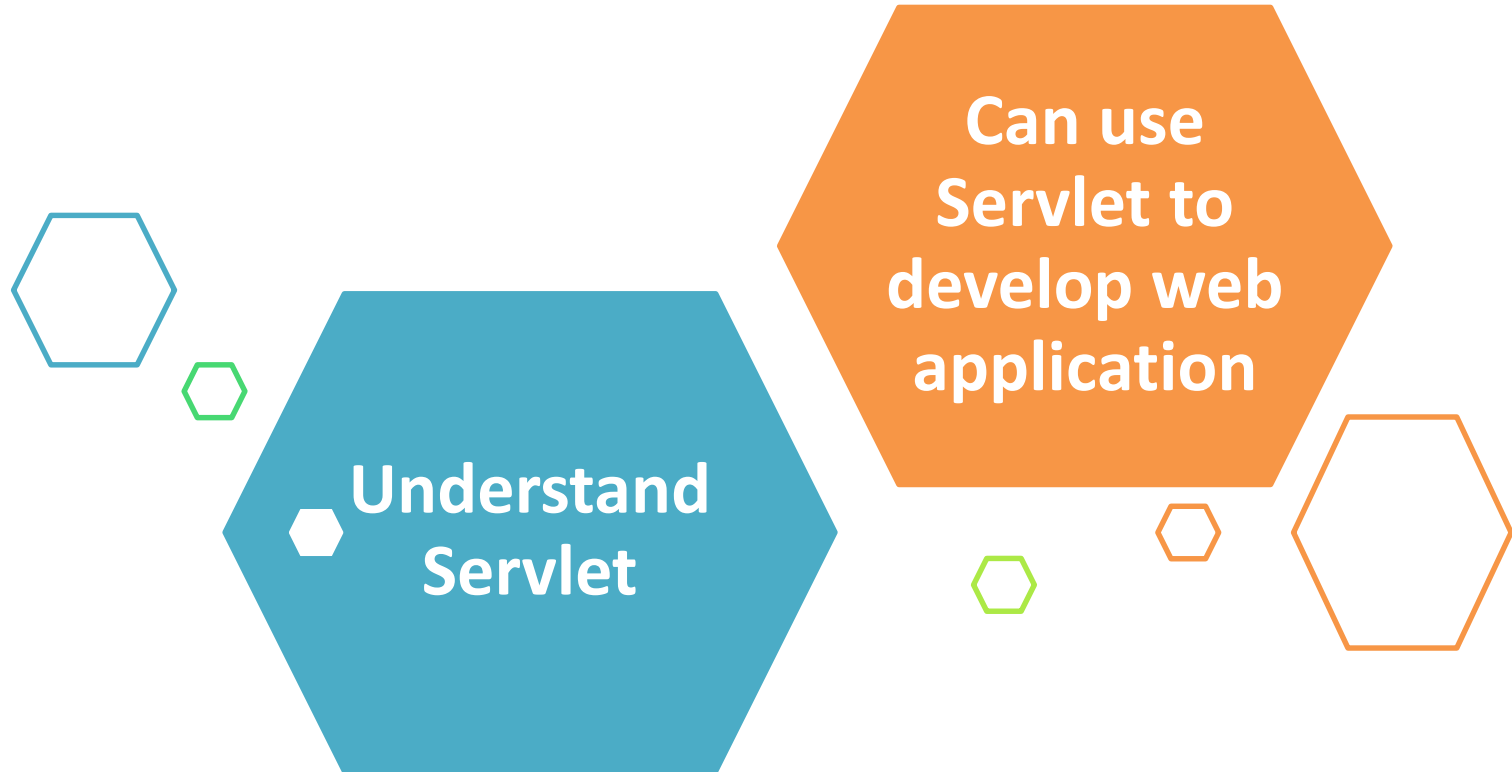 Can use
Servlet to
develop web
application
Understand
Servlet